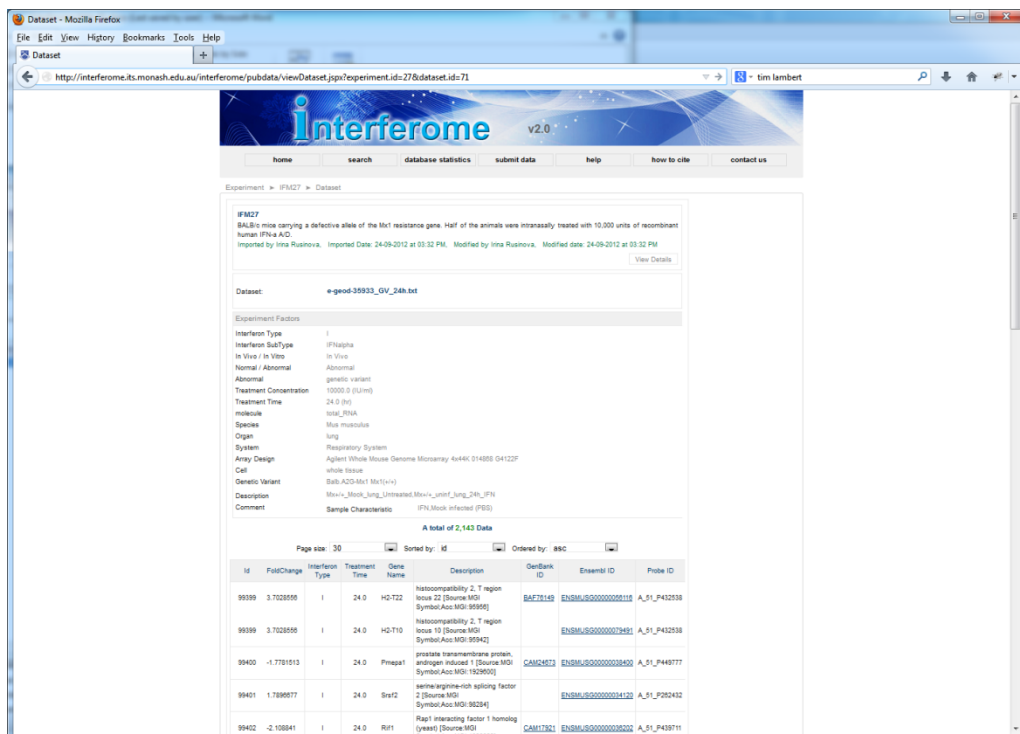 Dataset - Mozilla Firefox
File Edit View History Bookmarks Tools Help
Dataset
http://interferome.its.monash.edu.au/interferome/pubdata/viewDataset.jspx?experiment.id=27&dataset.id=71
tim lambert
interferome v2.0
home search database statistics submit data help how to cite contact us
Experiment ► IFM27 ► Dataset
IFM27
BALB/c mice carrying a defective allele of the Mx1 resistance gene. Half of the animals were intranasally treated with 10,000 units of recombinant
human IFN-a A/D.
Imported by Irina Rusinova, Imported Date: 24-09-2012 at 03:32 PM, Modified by Irina Rusinova, Modified date: 24-09-2012 at 03:32 PM
View Details
Dataset: e-geod-35933_GV_24h.txt
Experiment Factors
Interferon Type I
Interferon SubType IFNalpha
In Vivo / In Vitro In Vivo
Normal / Abnormal Abnormal
Abnormal genetic variant
Treatment Concentration 10000.0 (IU/ml)
Treatment Time 24.0 (hr)
molecule total_RNA
Species Mus musculus
Organ lung
System Respiratory System
Array Design Agilent Whole Mouse Genome Microarray 4x44K 014868 G4122F
Cell whole tissue
Genetic Variant Balb.A2G-Mx1 Mx1(+/+)
Description Mx+/+_Mock_lung_Untreated,Mx+/+_uninf_lung_24h_IFN
Comment Sample Characteristic IFN,Mock infected (PBS)
A total of 2,143 Data
Page size: 30 Sorted by: id Ordered by: asc
Id FoldChange Interferon Type Treatment Time Gene Name Description GenBank ID Ensembl ID Probe ID
histocompatibility 2, T region
99399 3.7028556 I 24.0 H2-T22 locus 22 [Source:MGI BAF76149 ENSMUSG00000056116 A_51_P432538
Symbol;Acc:MGI:95956]
histocompatibility 2, T region
99399 3.7028556 I 24.0 H2-T10 locus 10 [Source:MGI ENSMUSG00000079491 A_51_P432538
Symbol;Acc:MGI:95942]
prostate transmembrane protein,
99400 -1.7781513 I 24.0 Pmepa1 androgen induced 1 [Source:MGI CAM24673 ENSMUSG00000038400 A_51_P449777
Symbol;Acc:MGI:1929600]
serine/arginine-rich splicing factor
99401 1.7896677 I 24.0 Srsf2 2 [Source:MGI ENSMUSG00000034120 A_51_P262432
Symbol;Acc:MGI:98284]
Rap1 interacting factor 1 homolog
99402 -2.108841 I 24.0 Rif1 (yeast) [Source:MGI CAM17921 ENSMUSG00000036202 A_51_P439711